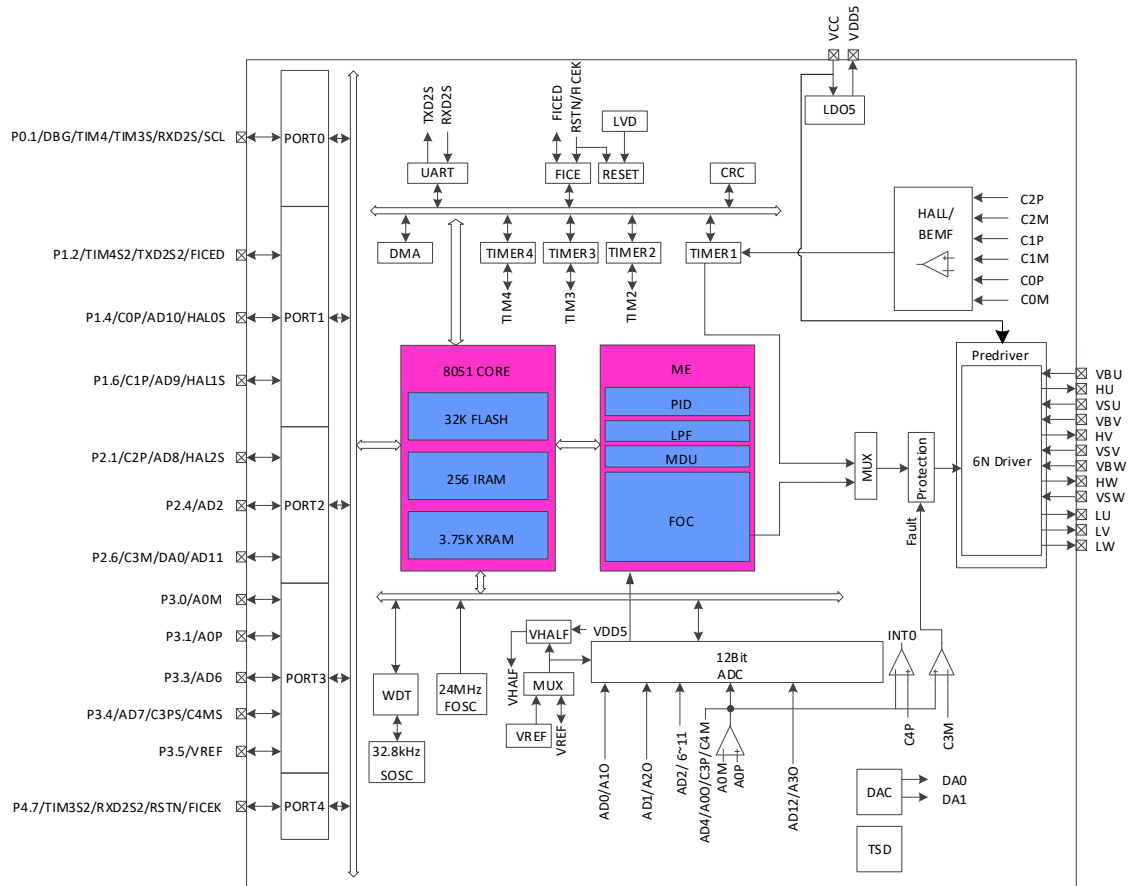 VCC
VDD5
LDO5
P0.1/DBG/TIM4/TIM3S/RXD2S/SCL
PORT0
TXD2S
RXD2S
FICED
RSTN/FICEK
LVD
UART
FICE
RESET
CRC
P1.2/TIM4S2/TXD2S2/FICED
DMA
TIMER4
TIMER3
TIMER2
TIMER1
HALL/
BEMF
C2P
C2M
C1P
C1M
C0P
C0M
TIM4
TIM3
TIM2
P1.4/C0P/AD10/HAL0S
PORT1
P1.6/C1P/AD9/HAL1S
8051 CORE
32K FLASH
256 IRAM
3.75K XRAM
ME
PID
LPF
MDU
FOC
MUX
Protection
Fault
Predriver
6N Driver
VBU
HU
VSU
VBV
HV
VSV
VBW
HW
VSW
LU
LV
LW
P2.1/C2P/AD8/HAL2S
P2.4/AD2
PORT2
P2.6/C3M/DA0/AD11
P3.0/A0M
P3.1/A0P
P3.3/AD6
PORT3
P3.4/AD7/C3PS/C4MS
P3.5/VREF
P4.7/TIM3S2/RXD2S2/RSTN/FICEK
PORT4
WDT
32.8kHz
SOSC
24MHz
FOSC
VHALF
VDD5
VHALF
MUX
VREF
VREF
12Bit
ADC
INT0
AD0/A1O
AD1/A2O
AD2/ 6~11
AD4/A0O/C3P/C4M
A0M
A0P
AD12/A3O
C4P
C3M
+
+
+
+
DAC
DA0
DA1
TSD